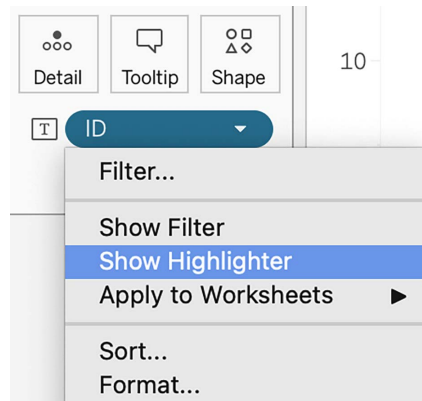 Detail Tooltip Shape
10
T ID
Filter...
Show Filter
Show Highlighter
Apply to Worksheets
Sort...
Format...